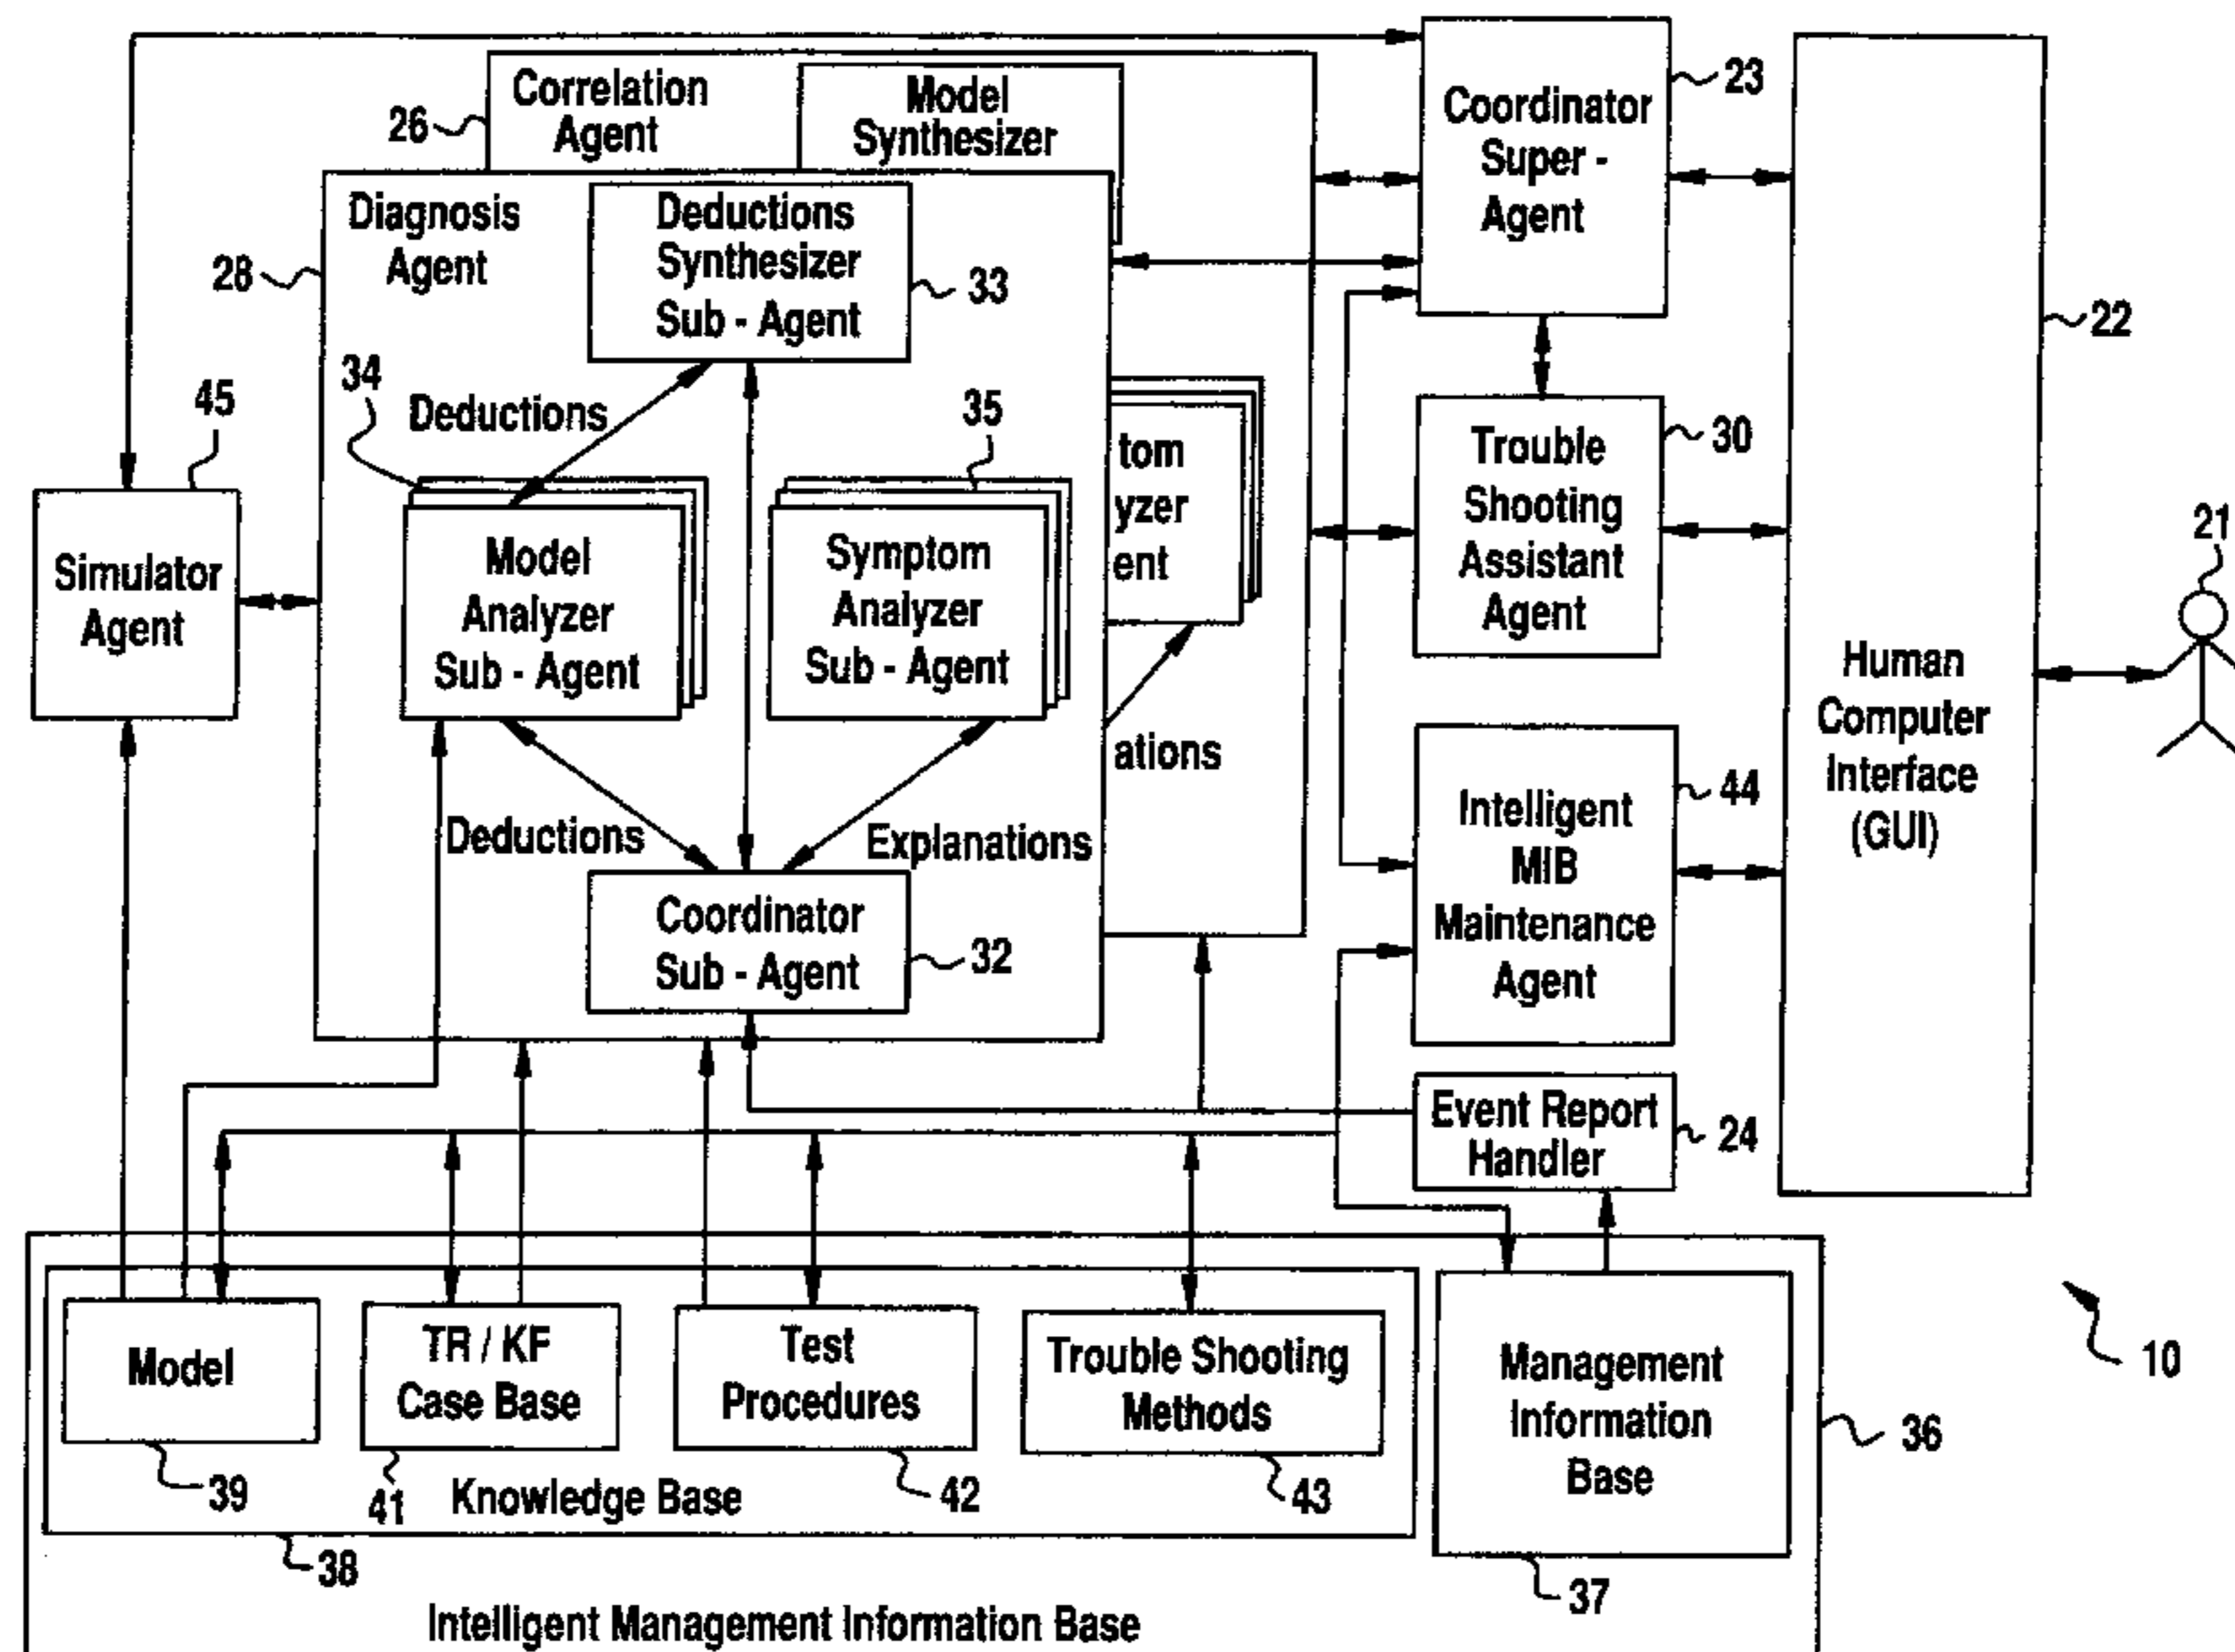 Correlation
Agent
26
Model
Synthesizer
Coordinator
Super -
Agent
23
Diagnosis
Agent
28
Deductions
Synthesizer
Sub - Agent
33
22
34
Deductions
35
45
tom
yzer
ent
Trouble
Shooting
Assistant
Agent
30
21
Simulator
Agent
Model
Analyzer
Sub - Agent
Symptom
Analyzer
Sub - Agent
Human
Computer
Interface
(GUI)
ations
Deductions
Explanations
Intelligent
MIB
Maintenance
Agent
44
Coordinator
Sub - Agent
32
Event Report
Handler
24
Model
39
TR / KF
Case Base
41
Test
Procedures
42
Trouble Shooting
Methods
43
Management
Information
Base
37
10
36
Knowledge Base
38
Intelligent Management Information Base